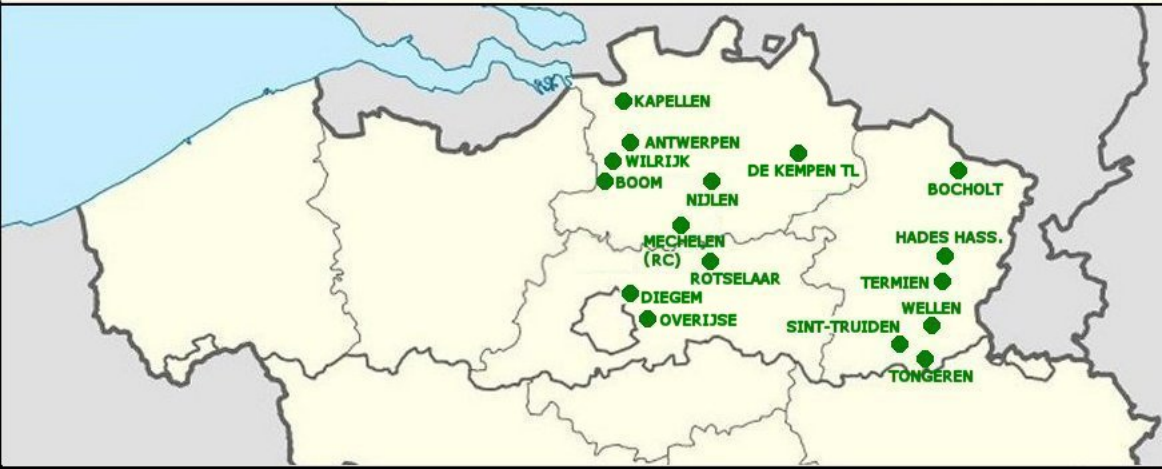 KAPELLEN
ANTWERPEN
WILRIJK
DE KEMPEN TL
BOOM
NIJLEN
BOCHOLT
MECHELEN
(RC)
HADES HASS.
ROTSELAAR
TERMIEN
DIEGEM
WELLEN
OVERIJSE
SINT-TRUIDEN
TONGEREN